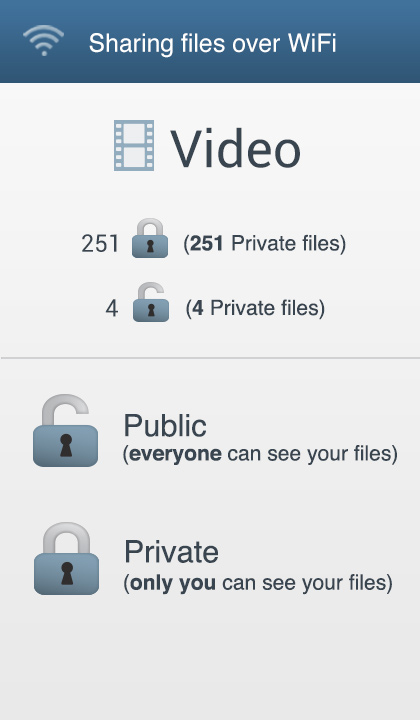 Sharing files over WiFi
Video
251 (251 Private files)
4 (4 Private files)
Public
(everyone can see your files)
Private
(only you can see your files)